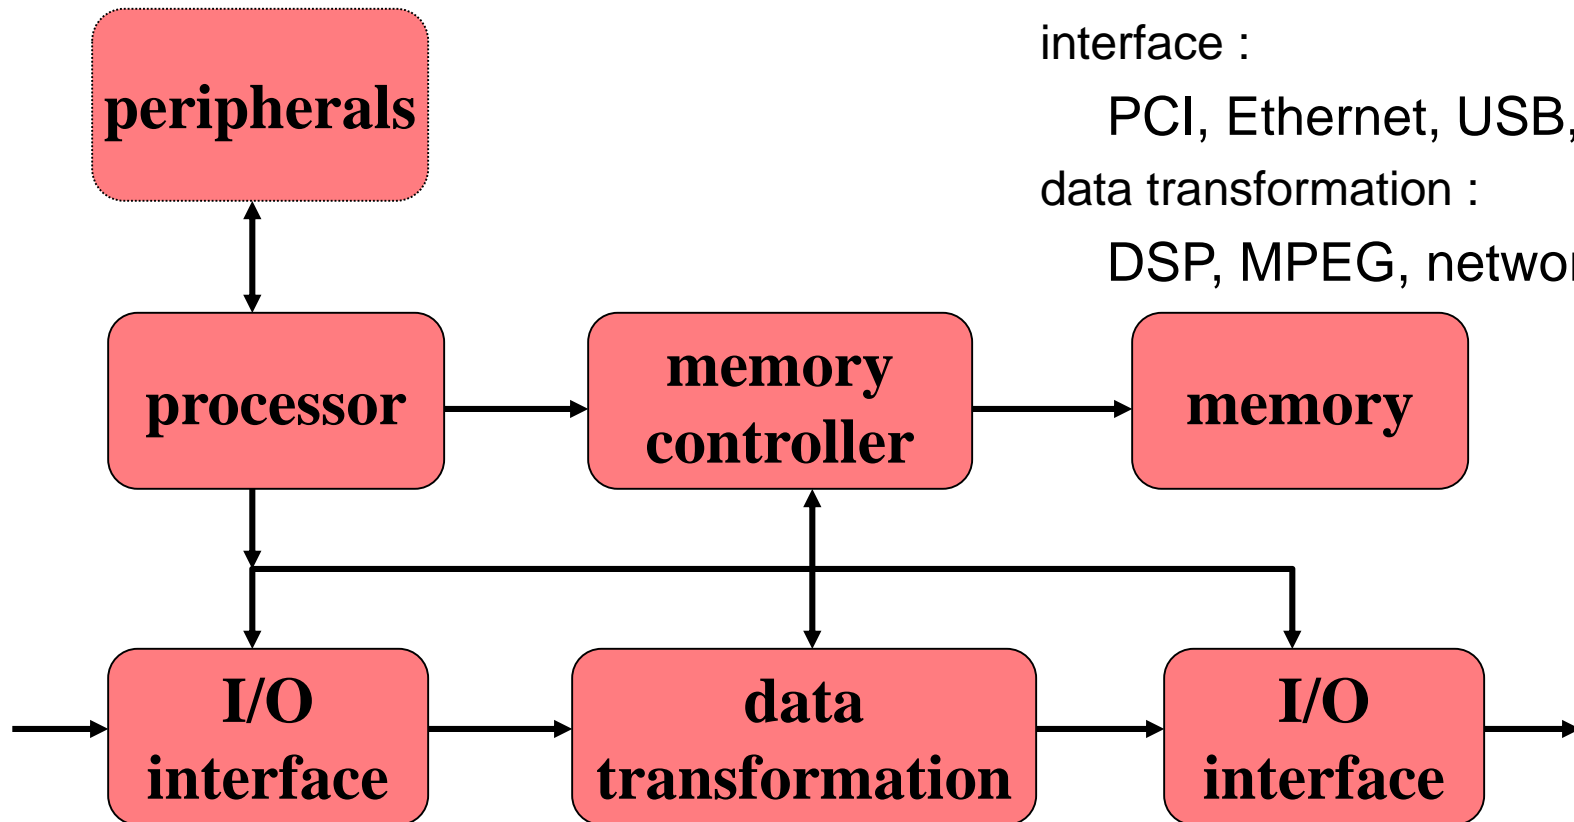 interface :
PCI, Ethernet, USB,
data transformation :
DSP, MPEG,
peripherals
processor
memory
controller
memory
I/O
interface
data
transformation
I/O
interface